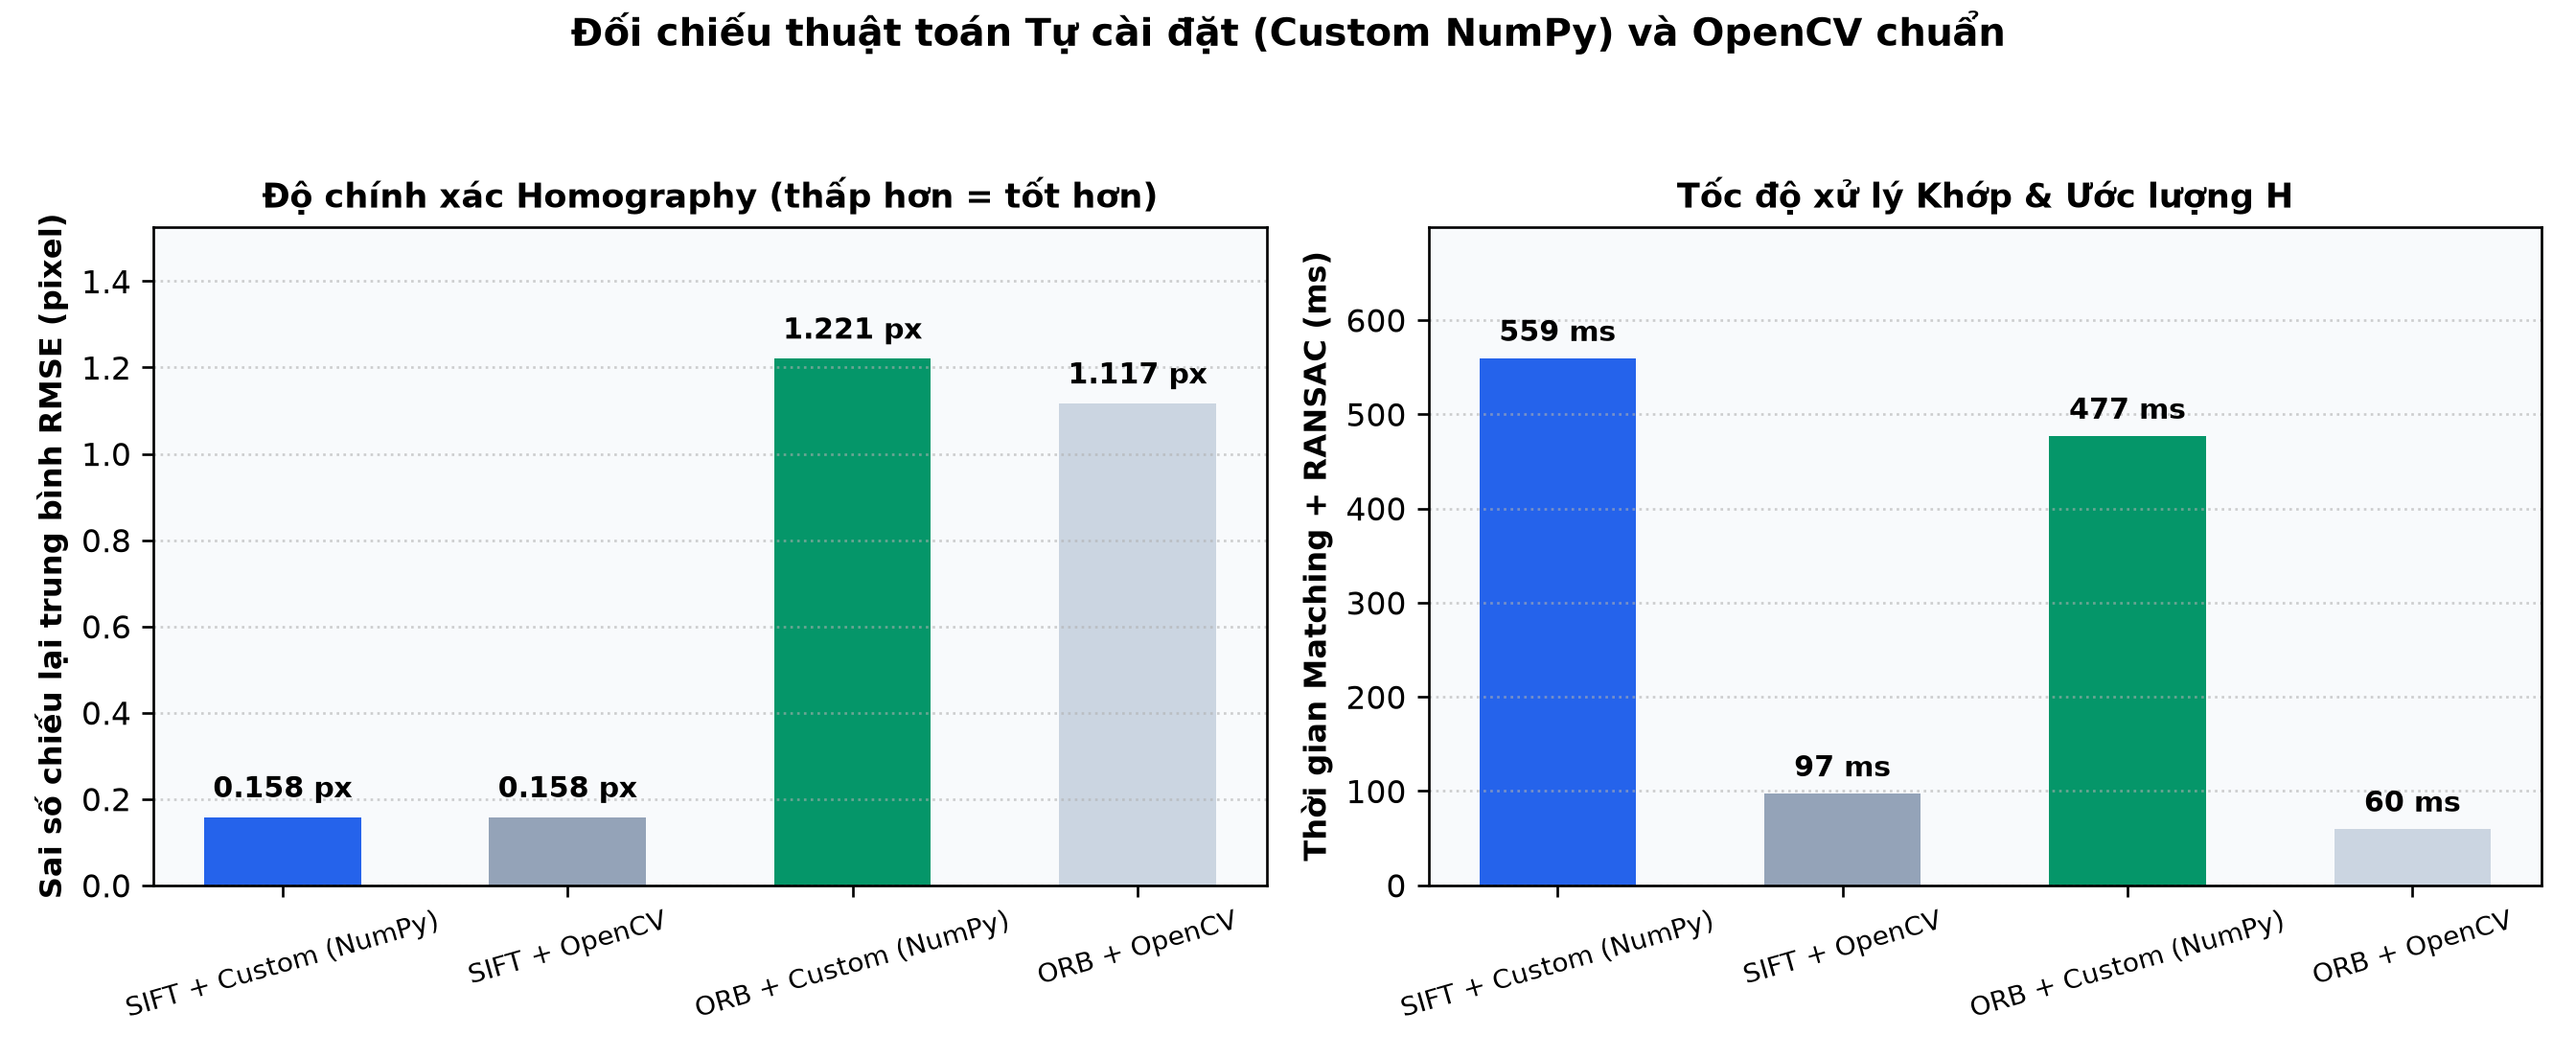 Đối chiếu thuật toán Tự cài đặt (Custom NumPy) và OpenCV chuẩn
Độ chính xác Homography (thấp hơn = tốt hơn)
Sai số chiếu lại trung bình RMSE (pixel)
1.4
1.2
1.0
0.8
0.6
0.4
0.2
0.0
0.158 px
0.158 px
1.221 px
1.117 px
SIFT + Custom (NumPy)
SIFT + OpenCV
ORB + Custom (NumPy)
ORB + OpenCV
Tốc độ xử lý Khớp & Ước lượng H
Thời gian Matching + RANSAC (ms)
600
500
400
300
200
100
0
559 ms
97 ms
477 ms
60 ms
SIFT + Custom (NumPy)
SIFT + OpenCV
ORB + Custom (NumPy)
ORB + OpenCV